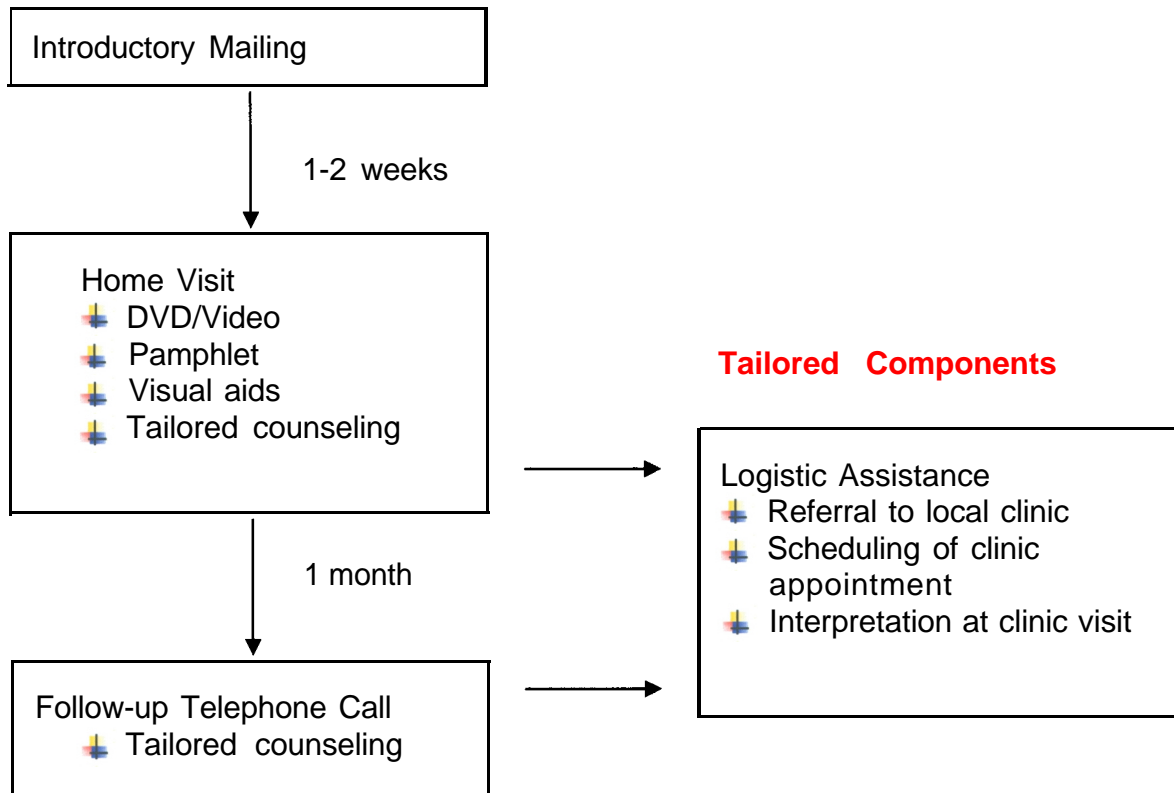 Introductory Mailing
1-2 weeks
Home Visit
DVD/Video
Pamphlet
Visual aids
Tailored counseling
1 month
Follow-up Telephone Call
Tailored counseling
Tailored Components
Logistic Assistance
Referral to local clinic
Scheduling of clinic
appointment
Interpretation at clinic visit